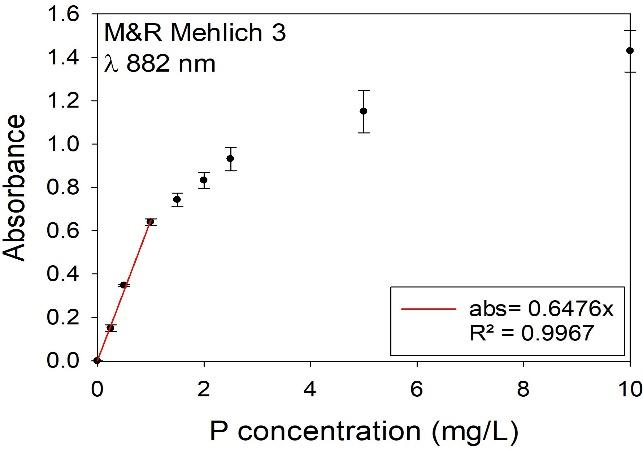 M&R Mehlich 3
λ 882 nm
1.6
1.4
1.2
1.0
0.8
0.6
0.4
0.2
0.0
Absorbance
abs= 0.6476x
R² = 0.9967
0 2 4 6 8 10
P concentration (mg/L)